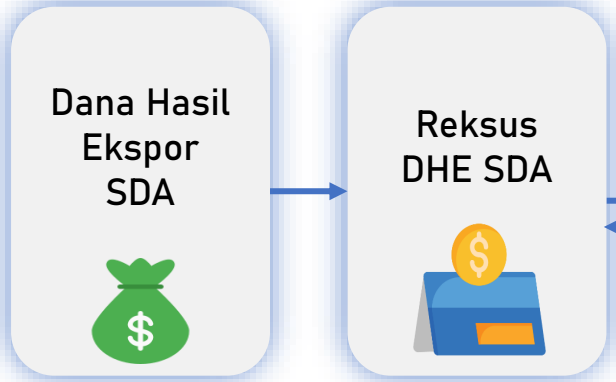 Dana Hasil
Ekspor
SDA
Reksus
DHE SDA
$
$